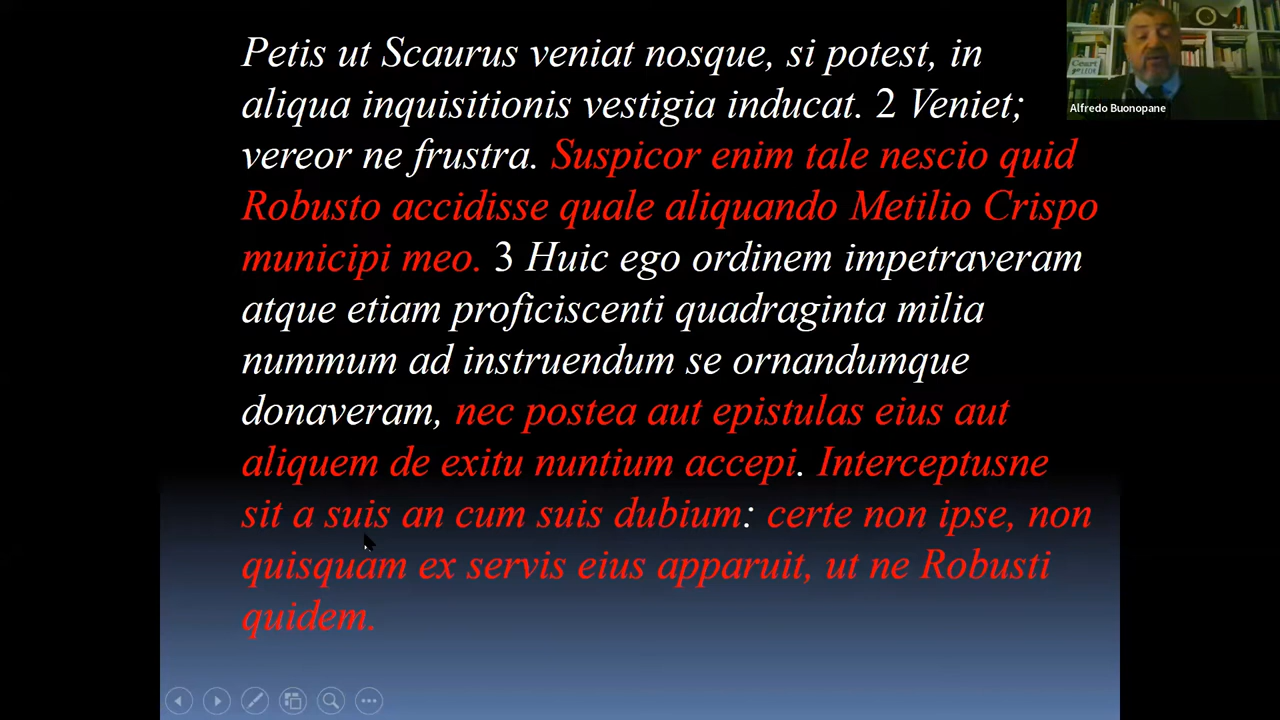 Petis ut Scaurus veniat nosque, si potest, in
aliqua inquisitionis vestigia inducat. 2 Veniet;
vereor ne frustra. Suspicor enim tale nescio quid
Robusto accidisse quale aliquando Metilio Crispo
municipi meo. 3 Huic ego ordinem impetraveram
atque etiam proficiscenti quadraginta milia
nummum ad instruendum se ornandumque
donaveram, nec postea aut epistulas eius aut
aliquem de exitu nuntium accepi. Interceptusne
sit a suis an cum suis dubium: certe non ipse, non
quisquam ex servis eius apparuit, ut ne Robusti
quidem.
Alfredo Buonopane